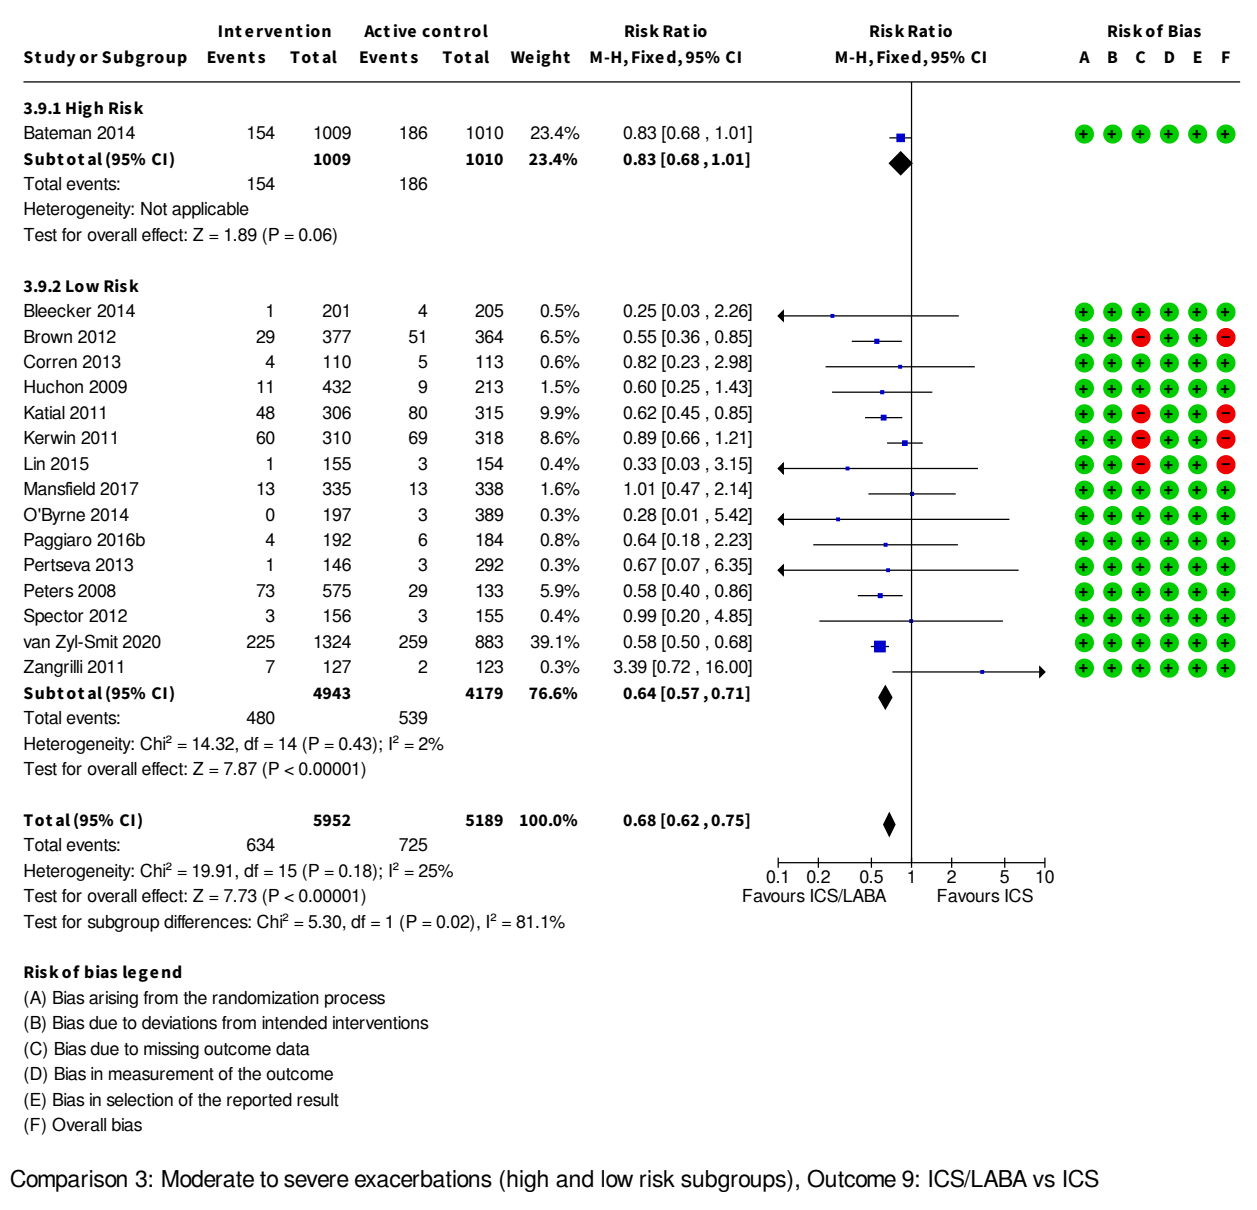 Intervention Active control Risk Ratio Risk Ratio Risk of Bias
Study or Subgroup Events Total Events Total Weight M-H, Fixed, 95% CI M-H, Fixed, 95% CI A B C D E F
3.9.1 High Risk
Bateman 2014 154 1009 186 1010 23.4% 0.83 [0.68 , 1.01] + + + + + +
Subtotal (95% CI) 1009 1010 23.4% 0.83 [0.68 , 1.01]
Total events: 154 186
Heterogeneity: Not applicable
Test for overall effect: Z = 1.89 (P = 0.06)
3.9.2 Low Risk
Bleecker 2014 1 201 4 205 0.5% 0.25 [0.03 , 2.26] + + + + + +
Brown 2012 29 377 51 364 6.5% 0.55 [0.36 , 0.85] + + − + + −
Corren 2013 4 110 5 113 0.6% 0.82 [0.23 , 2.98] + + + + + +
Huchon 2009 11 432 9 213 1.5% 0.60 [0.25 , 1.43] + + + + + +
Katial 2011 48 306 80 315 9.9% 0.62 [0.45 , 0.85] + + − + + −
Kerwin 2011 60 310 69 318 8.6% 0.89 [0.66 , 1.21] + + − + + −
Lin 2015 1 155 3 154 0.4% 0.33 [0.03 , 3.15] + + − + + −
Mansfield 2017 13 335 13 338 1.6% 1.01 [0.47 , 2.14] + + + + + +
O'Byrne 2014 0 197 3 389 0.3% 0.28 [0.01 , 5.42] + + + + + +
Paggiaro 2016b 4 192 6 184 0.8% 0.64 [0.18 , 2.23] + + + + + +
Pertseva 2013 1 146 3 292 0.3% 0.67 [0.07 , 6.35] + + + + + +
Peters 2008 73 575 29 133 5.9% 0.58 [0.40 , 0.86] + + + + + +
Spector 2012 3 156 3 155 0.4% 0.99 [0.20 , 4.85] + + + + + +
van Zyl-Smit 2020 225 1324 259 883 39.1% 0.58 [0.50 , 0.68] + + + + + +
Zangrilli 2011 7 127 2 123 0.3% 3.39 [0.72 , 16.00] + + + + + +
Subtotal (95% CI) 4943 4179 76.6% 0.64 [0.57 , 0.71]
Total events: 480 539
Heterogeneity: Chi² = 14.32, df = 14 (P = 0.43); I² = 2%
Test for overall effect: Z = 7.87 (P < 0.00001)
Total (95% CI) 5952 5189 100.0% 0.68 [0.62 , 0.75]
Total events: 634 725
Heterogeneity: Chi² = 19.91, df = 15 (P = 0.18); I² = 25%
Test for overall effect: Z = 7.73 (P < 0.00001)
Test for subgroup differences: Chi² = 5.30, df = 1 (P = 0.02), I² = 81.1%
0.1 0.2 0.5 1 2 5 10
Favours ICS/LABA Favours ICS
Risk of bias legend
(A) Bias arising from the randomization process
(B) Bias due to deviations from intended interventions
(C) Bias due to missing outcome data
(D) Bias in measurement of the outcome
(E) Bias in selection of the reported result
(F) Overall bias
Comparison 3: Moderate to severe exacerbations (high and low risk subgroups), Outcome 9: ICS/LABA vs ICS